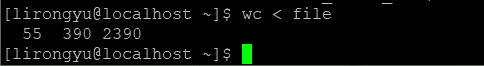 [lirongyu@localhost ~]$ wc < file
  55  390 2390
[lirongyu@localhost ~]$